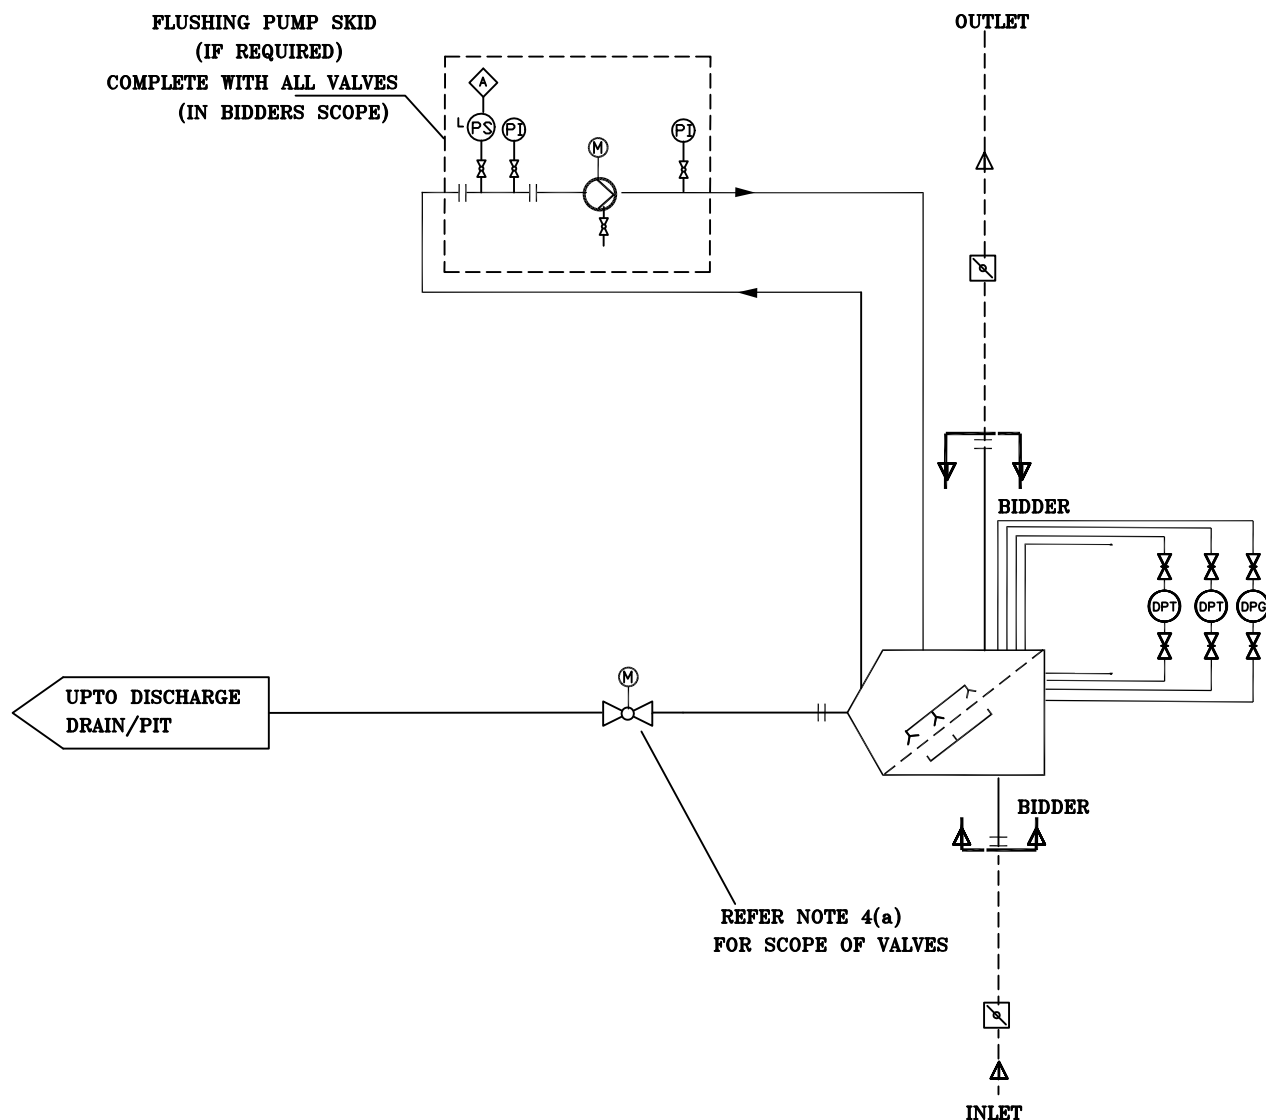 FLUSHING PUMP SKID
(IF REQUIRED)
COMPLETE WITH ALL VALVES
(IN BIDDERS SCOPE)
OUTLET
A
L PS PI
M
PI
BIDDER
DPT DPT DPG
M
UPTO DISCHARGE
DRAIN/PIT
BIDDER
REFER NOTE 4(a)
FOR SCOPE OF VALVES
INLET